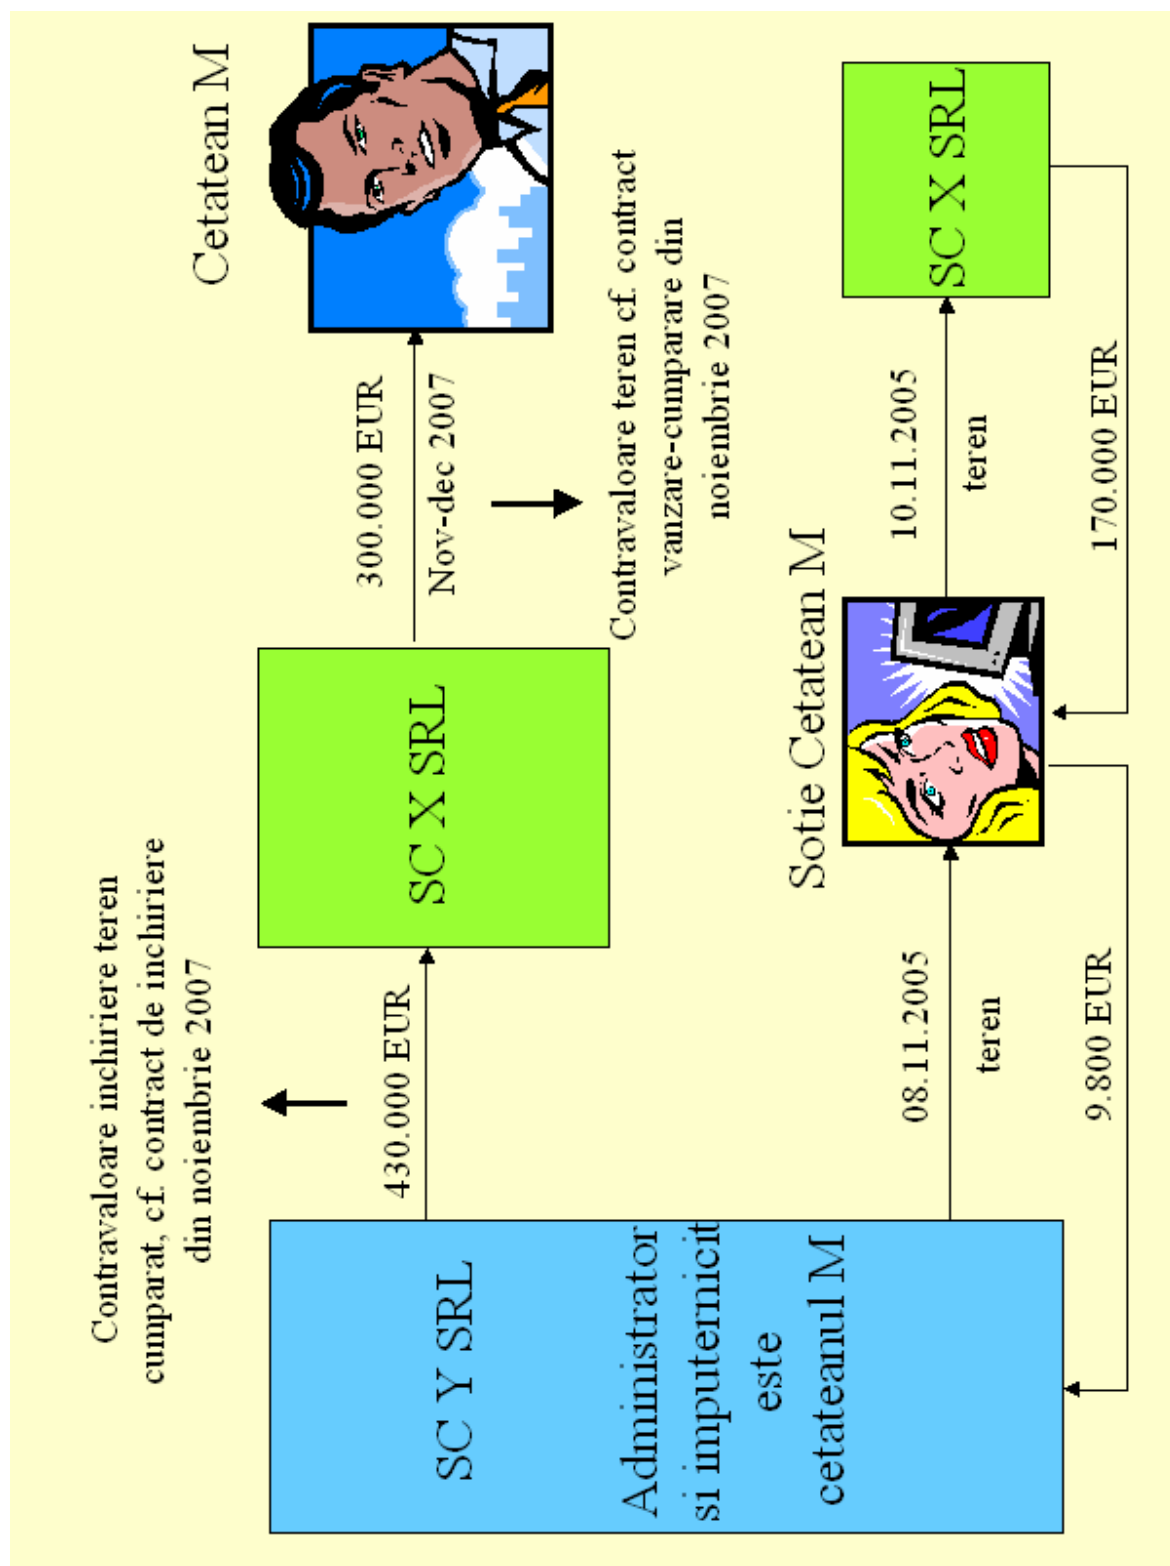 Contravaloare inchiriere teren
cumparat, cf. contract de inchiriere
din noiembrie 2007
Cetatean M
SC Y SRL
430.000 EUR
SC X SRL
300.000 EUR
Nov-dec 2007
Contravaloare teren cf. contract
vanzare-cumparare din
noiembrie 2007
Administrator
si imputernicit
este
cetateanul M
Sotie Cetatean M
08.11.2005
teren
10.11.2005
teren
SC X SRL
9.800 EUR
170.000 EUR